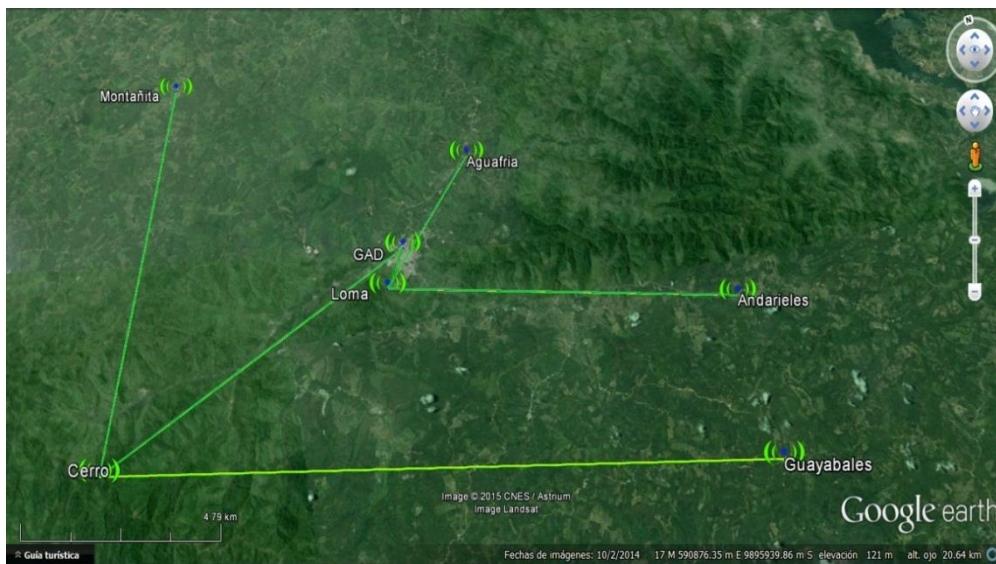 N
Montañita
Aguafria
GAD
Loma
Andarieles
Cerro
Guayabales
Image © 2015 CNES / Astrium
Image Landsat
Google earth
4.79 km
Guía turística
Fechas de imágenes: 10/2/2014 17 M 590876.35 m E 9895939.86 m S elevación 121 m alt. ojo 20.64 km